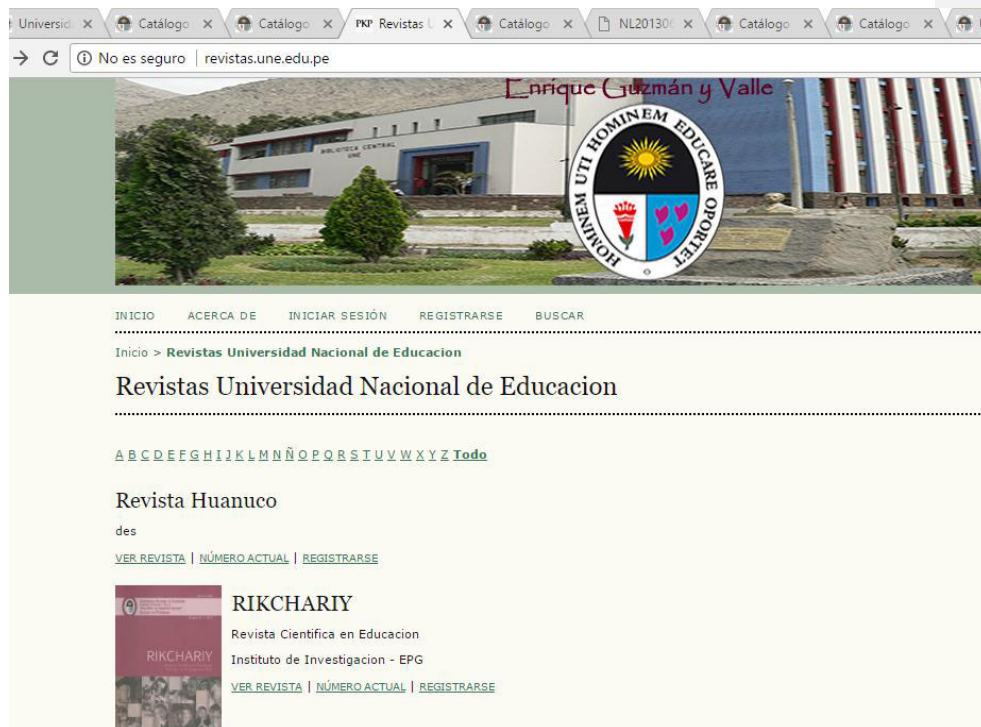 Universid
Catálogo
Catálogo
PKP Revistas U
Catálogo
NL201306
Catálogo
Catálogo
No es seguro | revistas.une.edu.pe
Enrique Guzmán y Valle
BIBLIOTECA CENTRAL
UNE
HOMINEM UTI HOMINEM EDUCARE OPORTET
INICIO ACERCA DE INICIAR SESIÓN REGISTRARSE BUSCAR
Inicio > Revistas Universidad Nacional de Educacion
Revistas Universidad Nacional de Educacion
A B C D E F G H I J K L M N Ñ O P Q R S T U V W X Y Z Todo
Revista Huanuco
des
VER REVISTA | NÚMERO ACTUAL | REGISTRARSE
RIKCHARIY
RIKCHARIY
Revista Cientifica en Educacion
Instituto de Investigacion - EPG
VER REVISTA | NÚMERO ACTUAL | REGISTRARSE